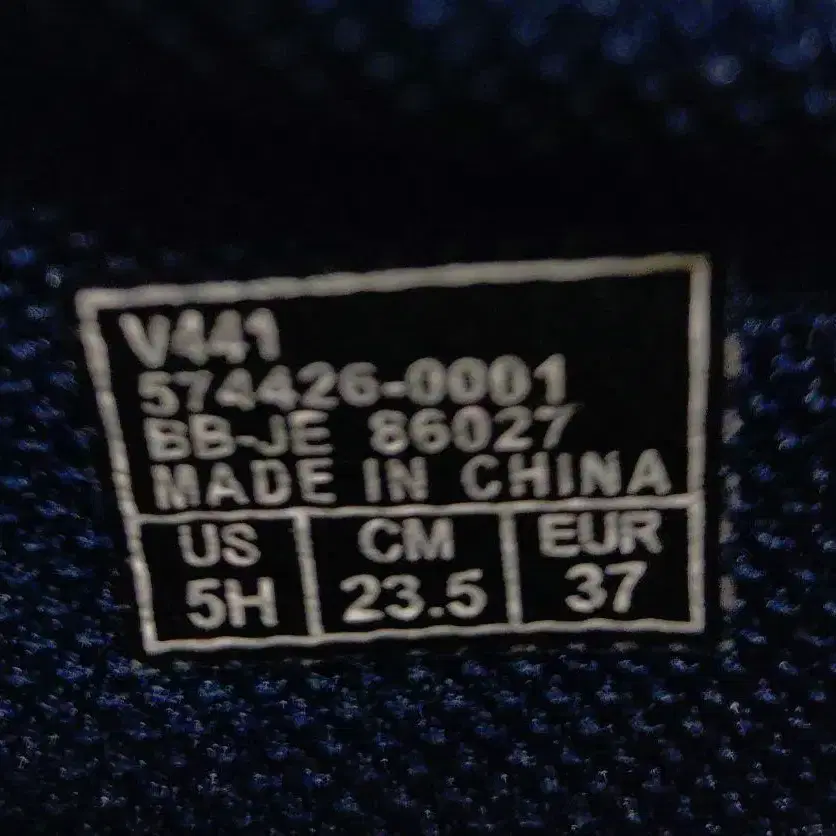 V441
574426-0001
BB-JE 86027
MADE IN CHINA
US CM EUR
5H 23.5 37